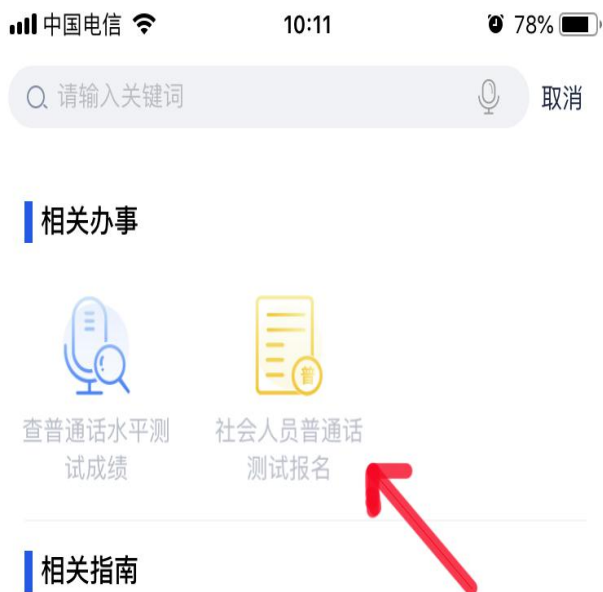 中国电信 10:11 78%
请输入关键词 取消
相关办事
查普通话水平测 社会人员普通话
试成绩 测试报名
相关指南
普